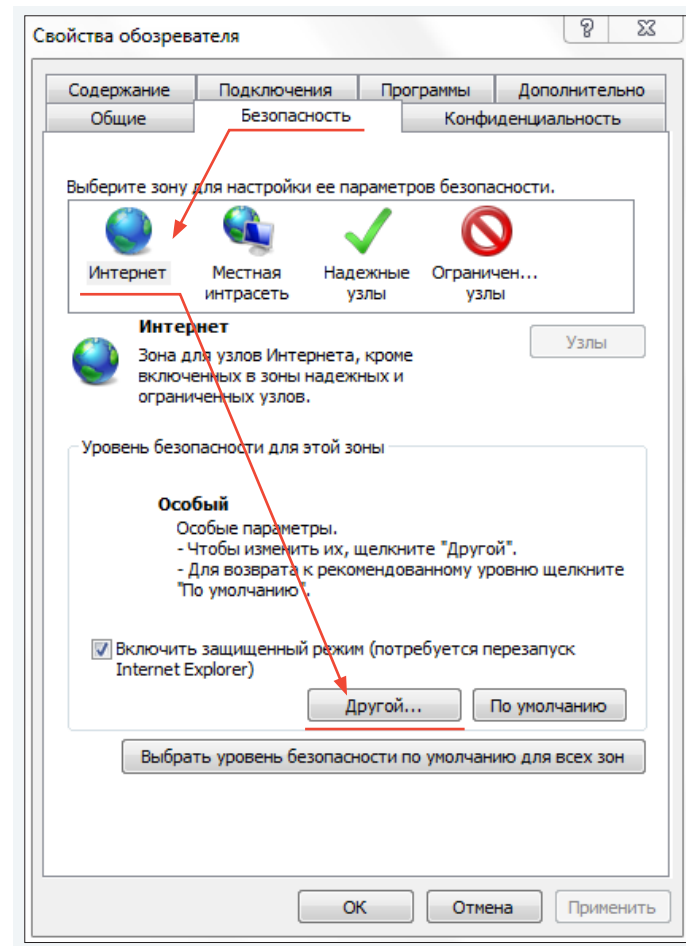 Свойства обозревателя
Содержание Подключения Программы Дополнительно
Общие Безопасность Конфиденциальность
Выберите зону для настройки ее параметров безопасности.
Интернет Местная Надежные Ограничен...
интрасеть узлы узлы
Интернет
Узлы
Зона для узлов Интернета, кроме
включенных в зоны надежных и
ограниченных узлов.
Уровень безопасности для этой зоны
Особый
Особые параметры.
- Чтобы изменить их, щелкните "Другой".
- Для возврата к рекомендованному уровню щелкните
"По умолчанию".
Включить защищенный режим (потребуется перезапуск
Internet Explorer)
Другой... По умолчанию
Выбрать уровень безопасности по умолчанию для всех зон
ОК Отмена Применить